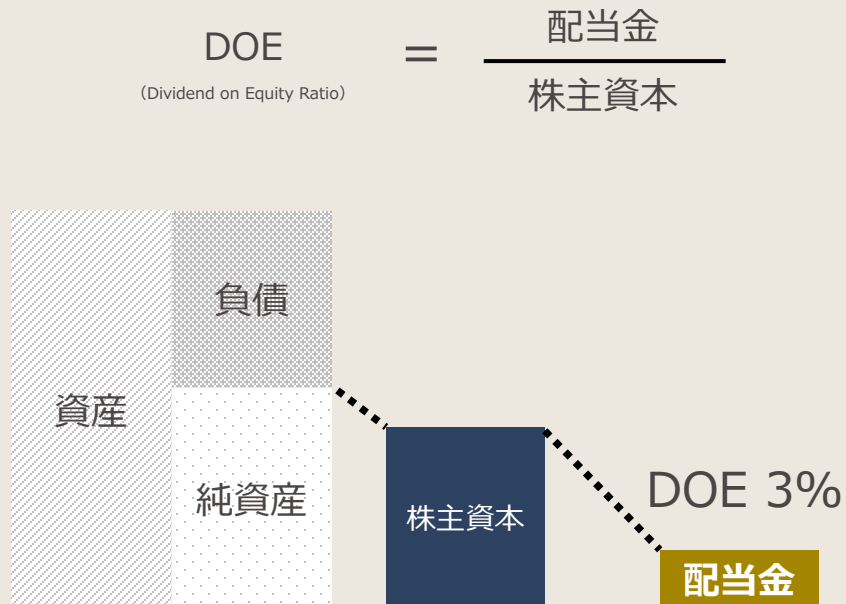 DOE
（Dividend on Equity Ratio）
=
配当金
株主資本
負債
資産
純資産
株主資本
DOE 3%
配当金